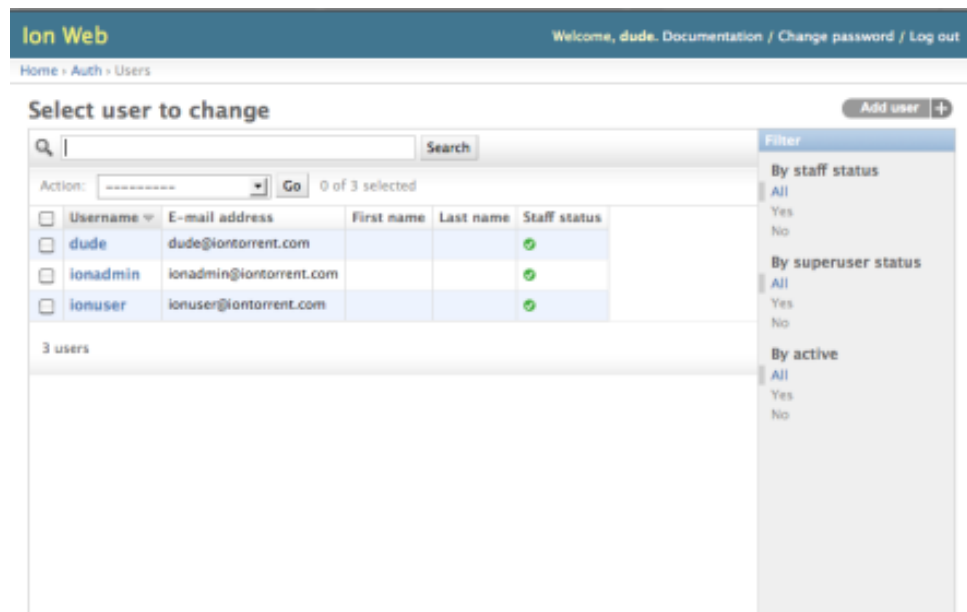 Ion Web
Welcome, dude. Documentation / Change password / Log out
Home › Auth › Users
Select user to change
Add user +
Search
Filter
Action: --------- Go 0 of 3 selected
Username E-mail address First name Last name Staff status
dude dude@iontorrent.com
ionadmin ionadmin@iontorrent.com
ionuser ionuser@iontorrent.com
3 users
By staff status
All
Yes
No
By superuser status
All
Yes
No
By active
All
Yes
No